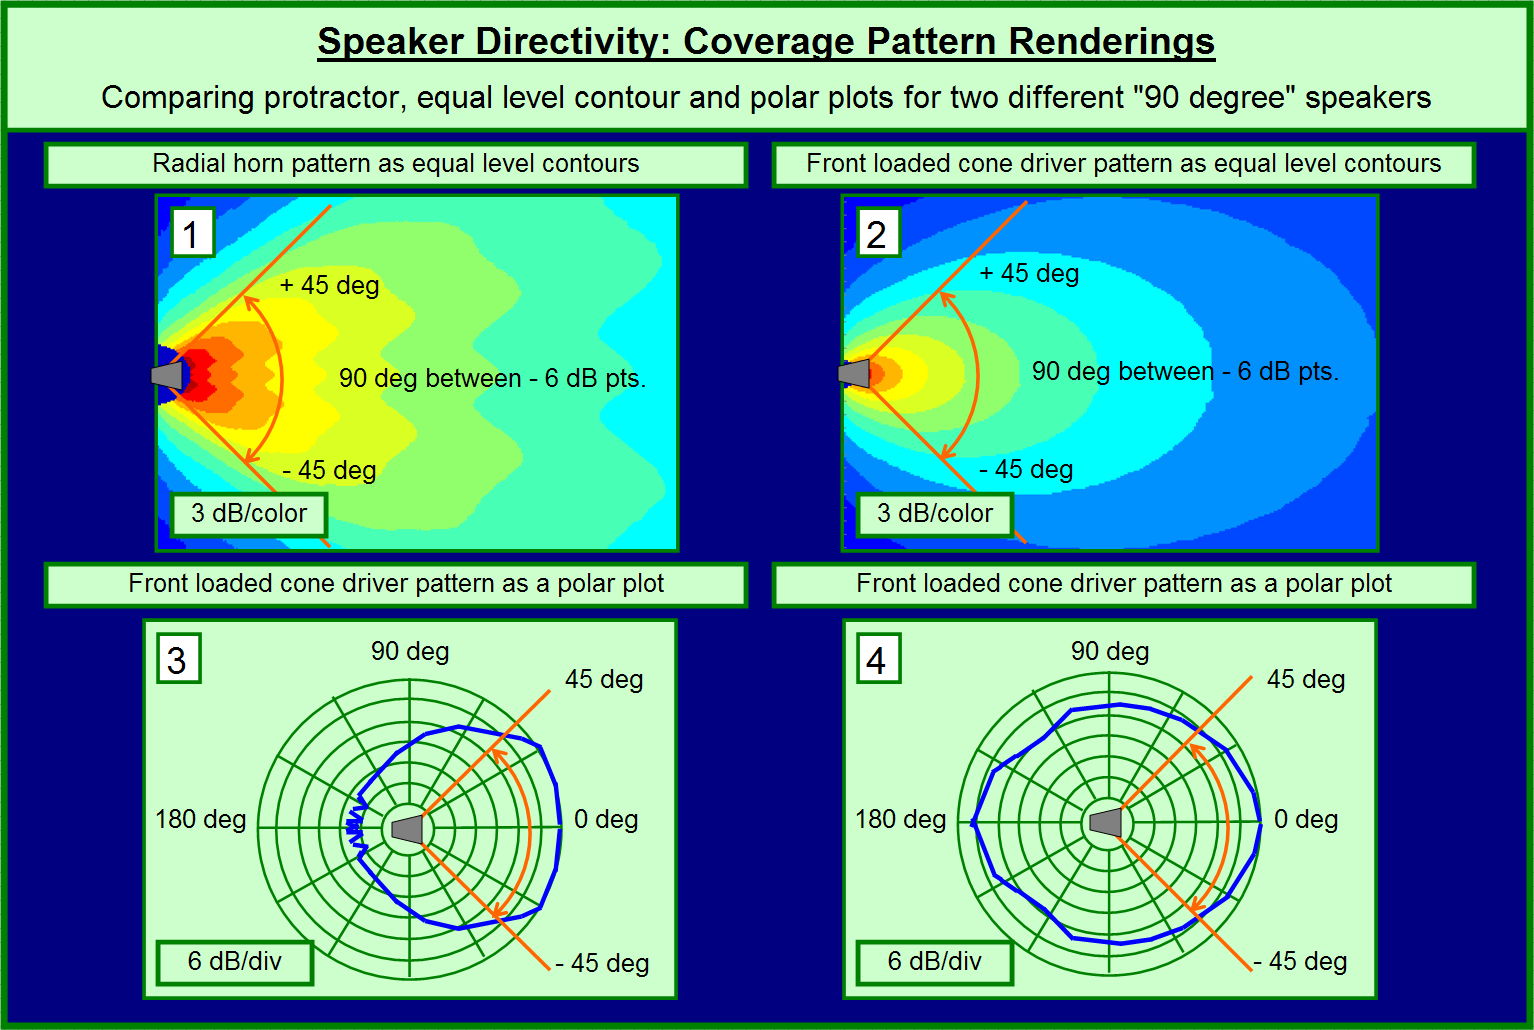 Speaker Directivity: Coverage Pattern Renderings
Comparing protractor, equal level contour and polar plots for two different "90 degree" speakers
Radial horn pattern as equal level contours
1
+ 45 deg
90 deg between - 6 dB pts.
- 45 deg
3 dB/color
Front loaded cone driver pattern as equal level contours
2
+ 45 deg
90 deg between - 6 dB pts.
- 45 deg
3 dB/color
Front loaded cone driver pattern as a polar plot
3
90 deg
45 deg
180 deg
0 deg
6 dB/div
- 45 deg
Front loaded cone driver pattern as a polar plot
4
90 deg
45 deg
180 deg
0 deg
6 dB/div
- 45 deg